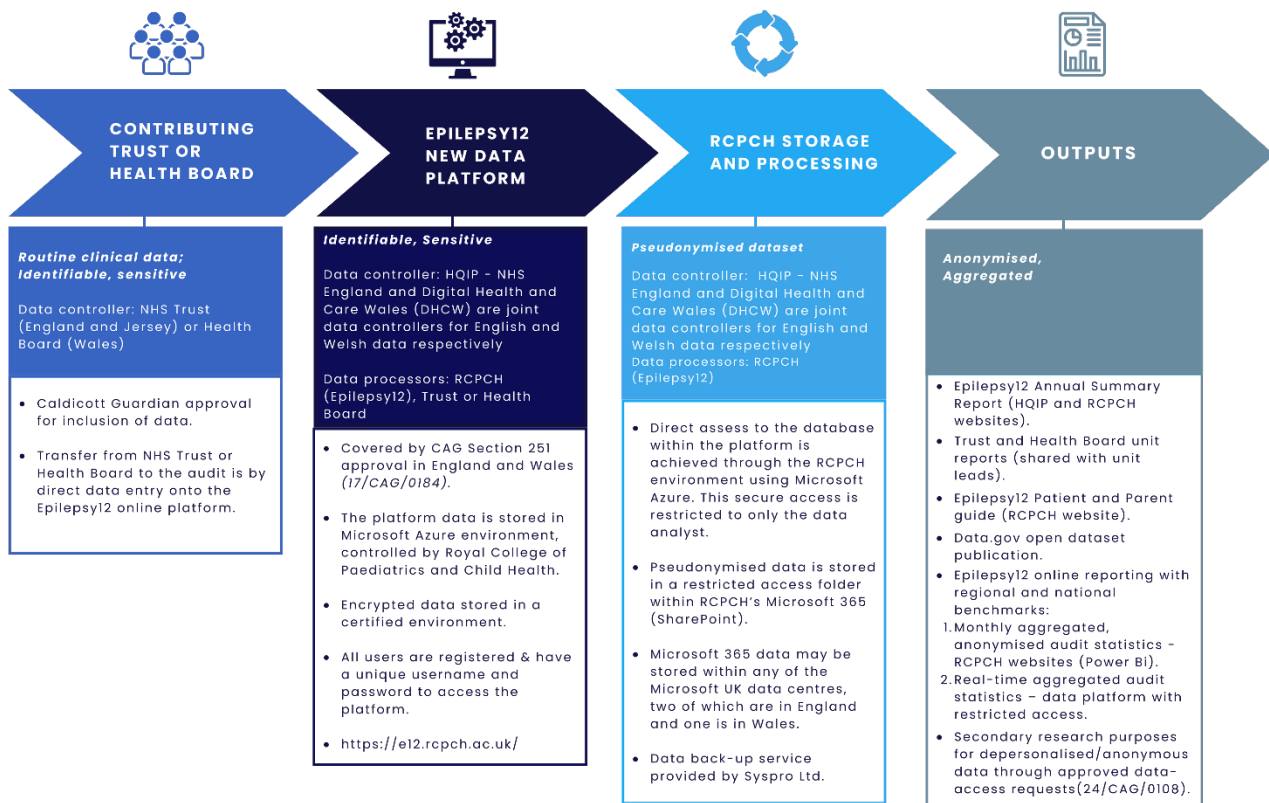 CONTRIBUTING
TRUST OR
HEALTH BOARD
Routine clinical data;
Identifiable, sensitive
Data controller: NHS Trust
(England and Jersey) or Health
Board (Wales)
• Caldicott Guardian approval
for inclusion of data.
• Transfer from NHS Trust or
Health Board to the audit is by
direct data entry onto the
Epilepsy12 online platform.
EPILEPSY12
NEW DATA
PLATFORM
Identifiable, Sensitive
Data controller: HQIP - NHS
England and Digital Health and
Care Wales (DHCW) are joint
data controllers for English and
Welsh data respectively
Data processors: RCPCH
(Epilepsy12), Trust or Health
Board
• Covered by CAG Section 251
approval in England and Wales
(17/CAG/0184).
• The platform data is stored in
Microsoft Azure environment,
controlled by Royal College of
Paediatrics and Child Health.
• Encrypted data stored in a
certified environment.
• All users are registered & have
a unique username and
password to access the
platform.
• https://e12.rcpch.ac.uk/
RCPCH STORAGE
AND PROCESSING
Pseudonymised dataset
Data controller: HQIP - NHS
England and Digital Health and
Care Wales (DHCW) are joint
data controllers for English and
Welsh data respectively
Data processors: RCPCH
(Epilepsy12)
• Direct assess to the database
within the platform is
achieved through the RCPCH
environment using Microsoft
Azure. This secure access is
restricted to only the data
analyst.
• Pseudonymised data is stored
in a restricted access folder
within RCPCH's Microsoft 365
(SharePoint).
• Microsoft 365 data may be
stored within any of the
Microsoft UK data centres,
two of which are in England
and one is in Wales.
• Data back-up service
provided by Syspro Ltd.
OUTPUTS
Anonymised,
Aggregated
• Epilepsy12 Annual Summary
Report (HQIP and RCPCH
websites).
• Trust and Health Board unit
reports (shared with unit
leads).
• Epilepsy12 Patient and Parent
guide (RCPCH website).
• Data.gov open dataset
publication.
• Epilepsy12 online reporting with
regional and national
benchmarks:
1. Monthly aggregated,
anonymised audit statistics -
RCPCH websites (Power Bi).
2. Real-time aggregated audit
statistics – data platform with
restricted access.
• Secondary research purposes
for depersonalised/anonymous
data through approved data-
access requests(24/CAG/0108).